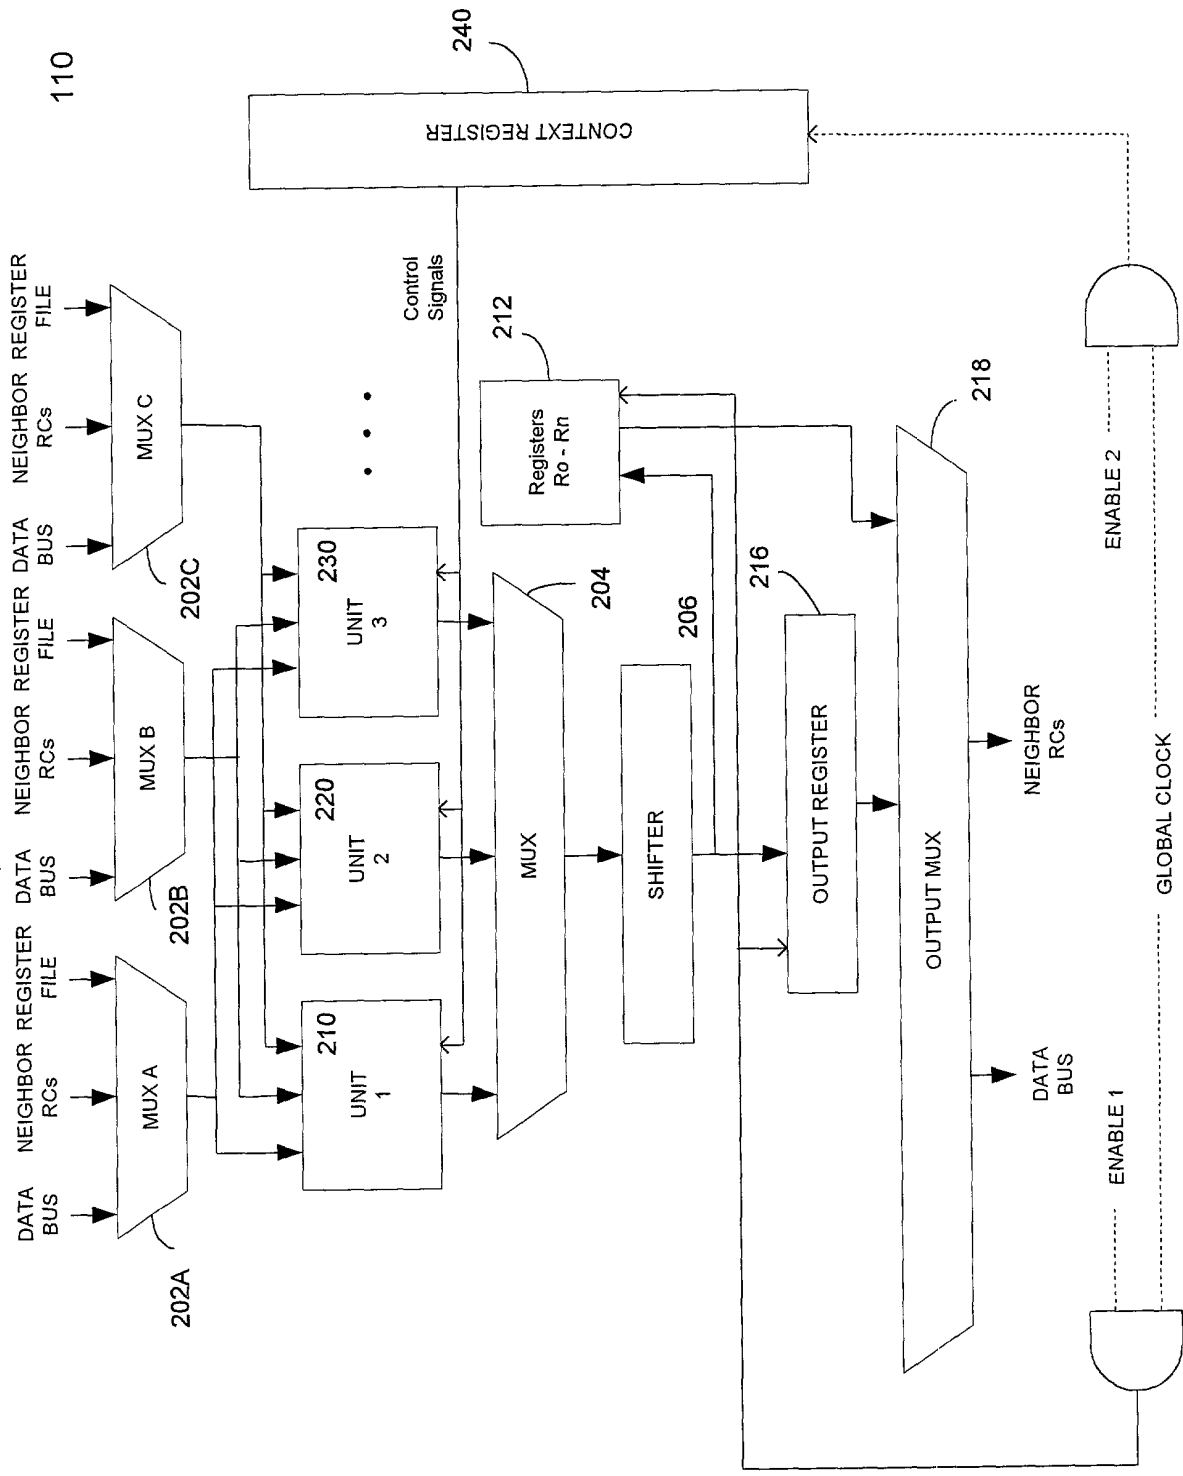 110
DATA
BUS
NEIGHBOR
RCs
REGISTER
FILE
DATA
BUS
NEIGHBOR
RCs
REGISTER
FILE
DATA
BUS
NEIGHBOR
RCs
REGISTER
FILE
MUX A
MUX B
MUX C
202A
202B
202C
240
CONTEXT REGISTER
210
UNIT
1
220
UNIT
2
230
UNIT
3
Control
Signals
MUX
204
212
Registers
Ro - Rn
SHIFTER
206
216
OUTPUT REGISTER
218
OUTPUT MUX
DATA
BUS
NEIGHBOR
RCs
ENABLE 1
ENABLE 2
GLOBAL CLOCK